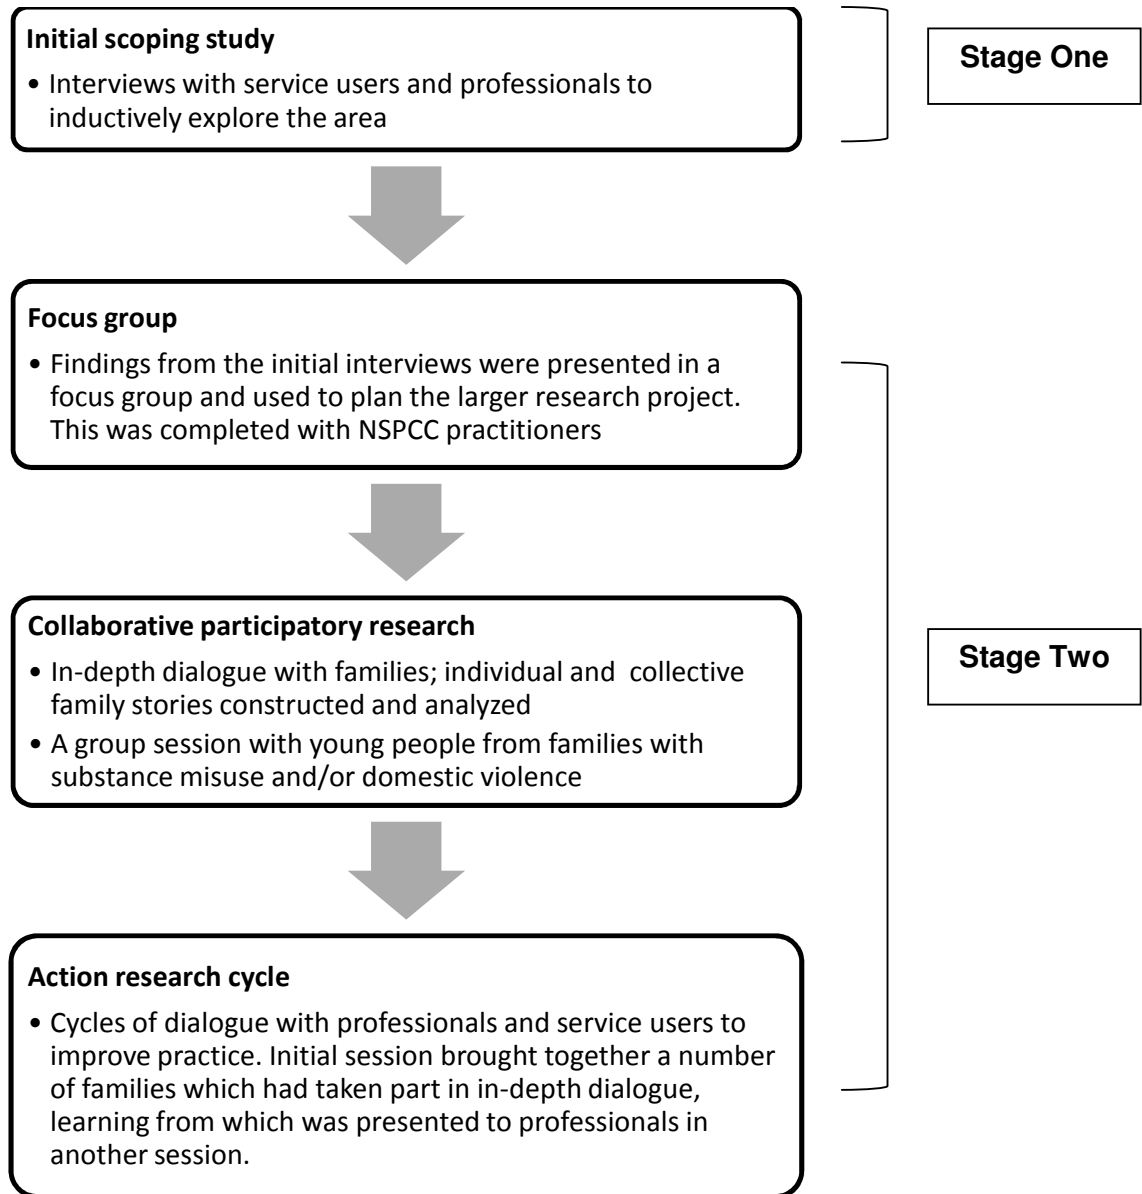 Initial scoping study
• Interviews with service users and professionals to
inductively explore the area
Stage One
Focus group
• Findings from the initial interviews were presented in a
focus group and used to plan the larger research project.
This was completed with NSPCC practitioners
Collaborative participatory research
• In-depth dialogue with families; individual and collective
family stories constructed and analyzed
• A group session with young people from families with
substance misuse and/or domestic violence
Stage Two
Action research cycle
• Cycles of dialogue with professionals and service users to
improve practice. Initial session brought together a number
of families which had taken part in in-depth dialogue,
learning from which was presented to professionals in
another session.